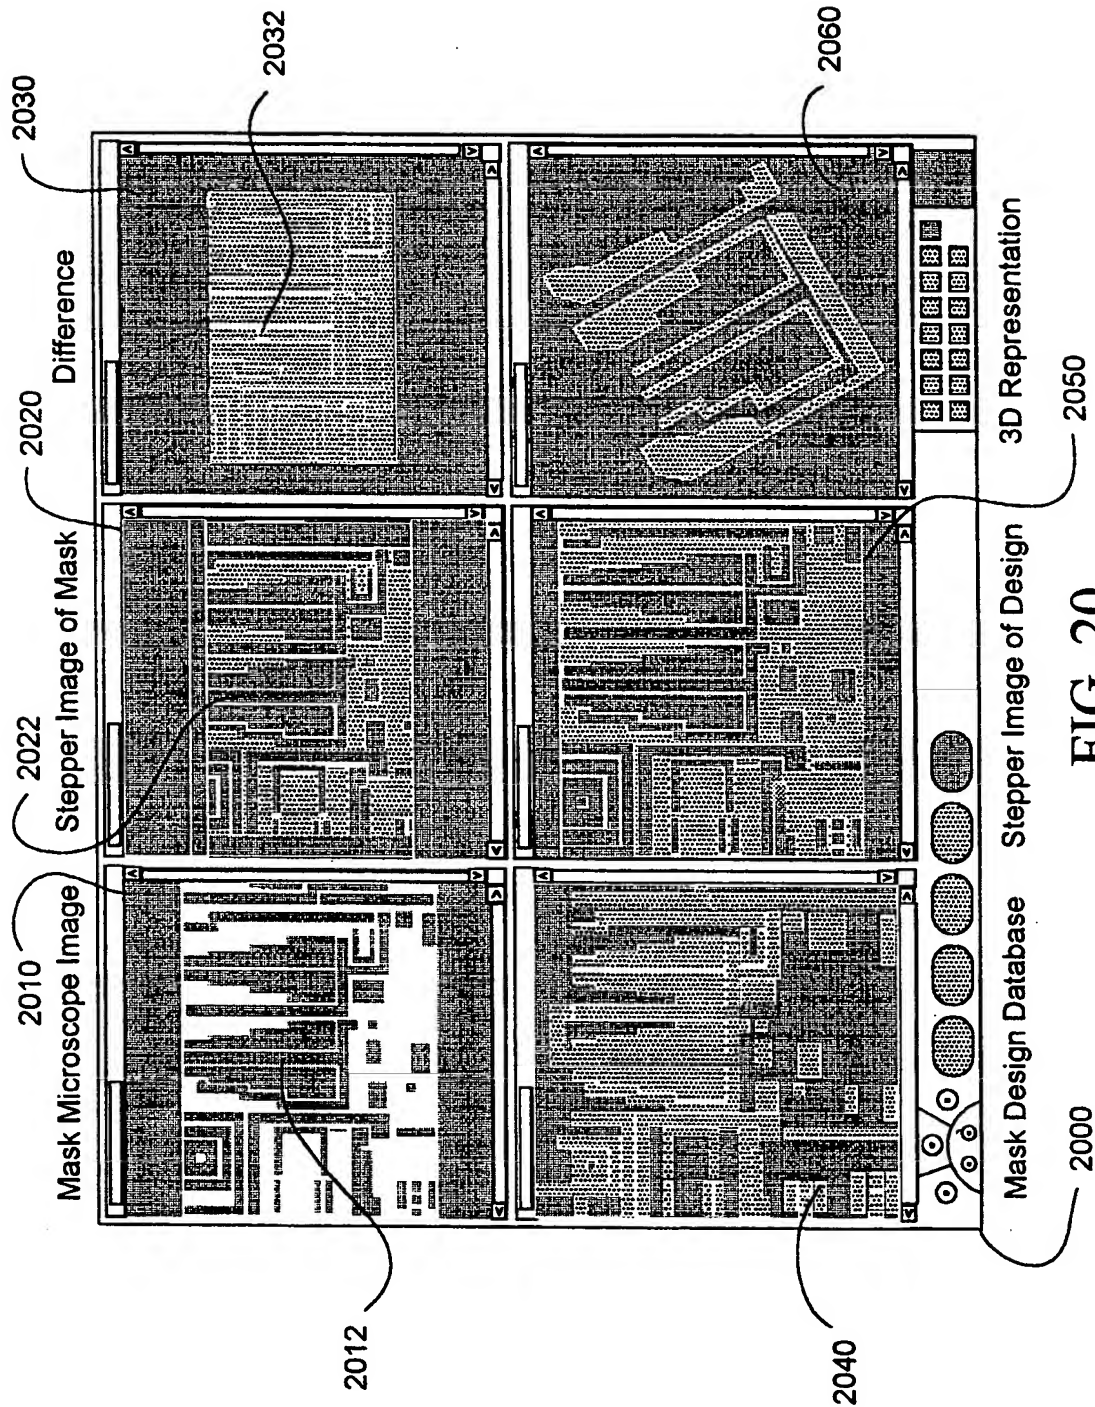 2010
2022
2020
2030
Mask Microscope Image
Stepper Image of Mask
Difference
2032
2012
2060
2040
2000
Mask Design Database
Stepper Image of Design
3D Representation
2050
FIG. 20